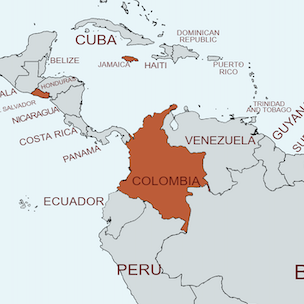 CUBA
DOMINICAN
REPUBLIC
BELIZE
JAMAICA
HAITI
PUERTO
RICO
HONDURAS
ALA
SALVADOR
NICARAGUA
TRINIDAD
AND TOBAGO
COSTA RICA
PANAMA
VENEZUELA
GUYAN
SU
COLOMBIA
ECUADOR
PERU
B